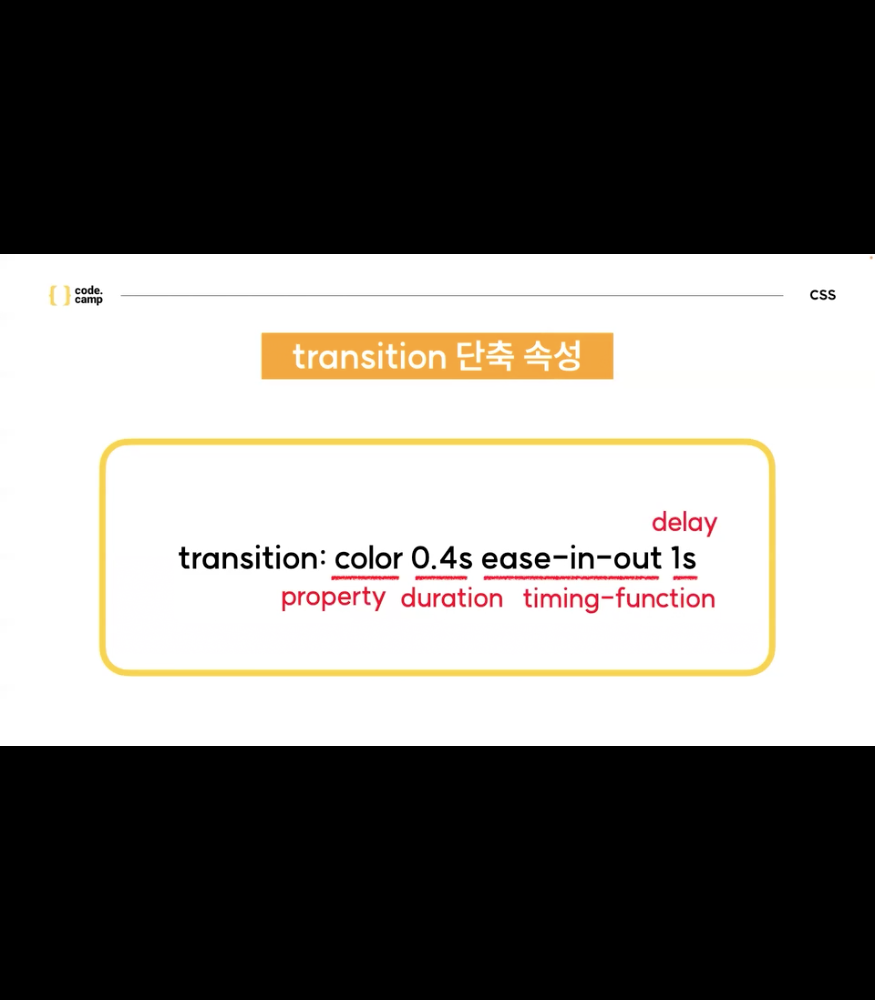 { } code.
camp
CSS
transition 단축 속성
delay
transition: color 0.4s ease-in-out 1s
property duration timing-function